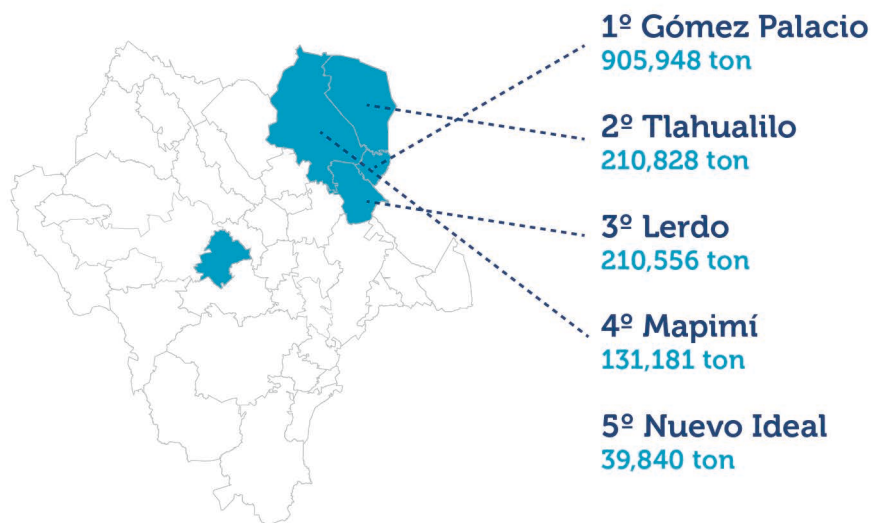 1º Gómez Palacio
905,948 ton
2º Tlahualilo
210,828 ton
3º Lerdo
210,556 ton
4º Mapimí
131,181 ton
5º Nuevo Ideal
39,840 ton